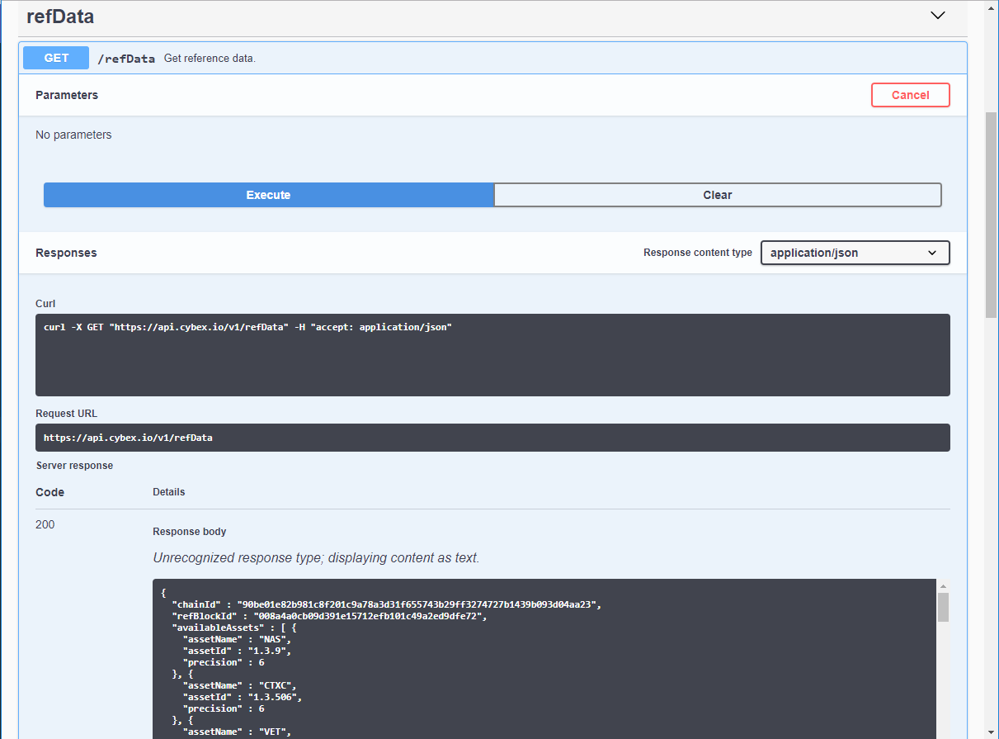 refData
GET /refData Get reference data.
Parameters Cancel
No parameters
Execute Clear
Responses Response content type application/json
Curl
curl -X GET "https://api.cybex.io/v1/refData" -H "accept: application/json"
Request URL
https://api.cybex.io/v1/refData
Server response
Code Details
200
Response body
Unrecognized response type; displaying content as text.
{
  "chainId" : "90be01e82b981c8f201c9a78a3d31f655743b29ff3274727b1439b093d04aa23",
  "refBlockId" : "008a4a0cb09d391e15712efb101c49a2ed9dfe72",
  "availableAssets" : [ {
    "assetName" : "NAS",
    "assetId" : "1.3.9",
    "precision" : 6
  }, {
    "assetName" : "CTXC",
    "assetId" : "1.3.506",
    "precision" : 6
  }, {
    "assetName" : "VET",